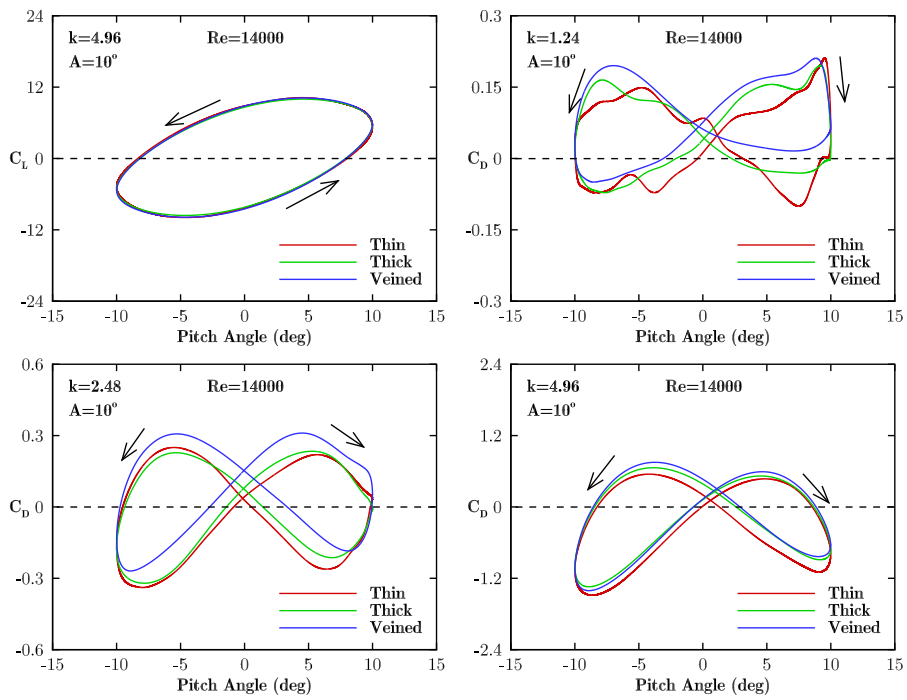 24
12
0
-12
-24
C_L
k=4.96 Re=14000
A=10°
Thin
Thick
Veined
-15 -10 -5 0 5 10 15
Pitch Angle (deg)
0.3
0.15
0
-0.15
-0.3
C_D
k=1.24 Re=14000
A=10°
Thin
Thick
Veined
-15 -10 -5 0 5 10 15
Pitch Angle (deg)
0.6
0.3
0
-0.3
-0.6
C_D
k=2.48 Re=14000
A=10°
Thin
Thick
Veined
-15 -10 -5 0 5 10 15
Pitch Angle (deg)
2.4
1.2
0
-1.2
-2.4
C_D
k=4.96 Re=14000
A=10°
Thin
Thick
Veined
-15 -10 -5 0 5 10 15
Pitch Angle (deg)